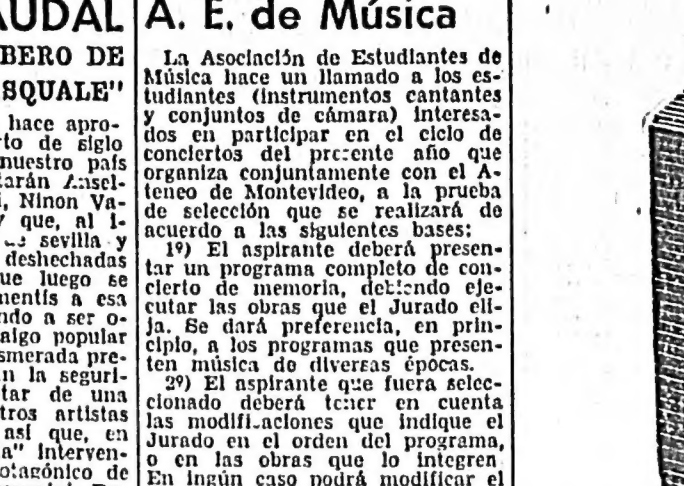 AUDAL
BERO DE
SQUALE"
hace apro-
to de siglo
nuestro país
tarán Ansel-
i, Ninon Va-
y que, al i-
de sevilla y
deshechadas
ue luego se
mentís a esa
ndo a ser o-
algo popular
smerada pre-
n la seguri-
tar de una
tros artistas
así que, en
a" interven-
otagónico de
A. E. de Música
La Asociación de Estudiantes de
Música hace un llamado a los es-
tudiantes (instrumentos cantantes
y conjuntos de cámara) interesa-
dos en participar en el ciclo de
conciertos del presente año que
organiza conjuntamente con el A-
teneo de Montevideo, a la prueba
de selección que se realizará de
acuerdo a las siguientes bases:
1º) El aspirante deberá presen-
tar un programa completo de con-
cierto de memoria, debiendo eje-
cutar las obras que el Jurado eli-
ja. Se dará preferencia, en prin-
cipio, a los programas que presen-
ten música de diversas épocas.
2º) El aspirante que fuera selec-
cionado deberá tener en cuenta
las modificaciones que indique el
Jurado en el orden del programa,
o en las obras que lo integren
En ingún caso podrá modificar el